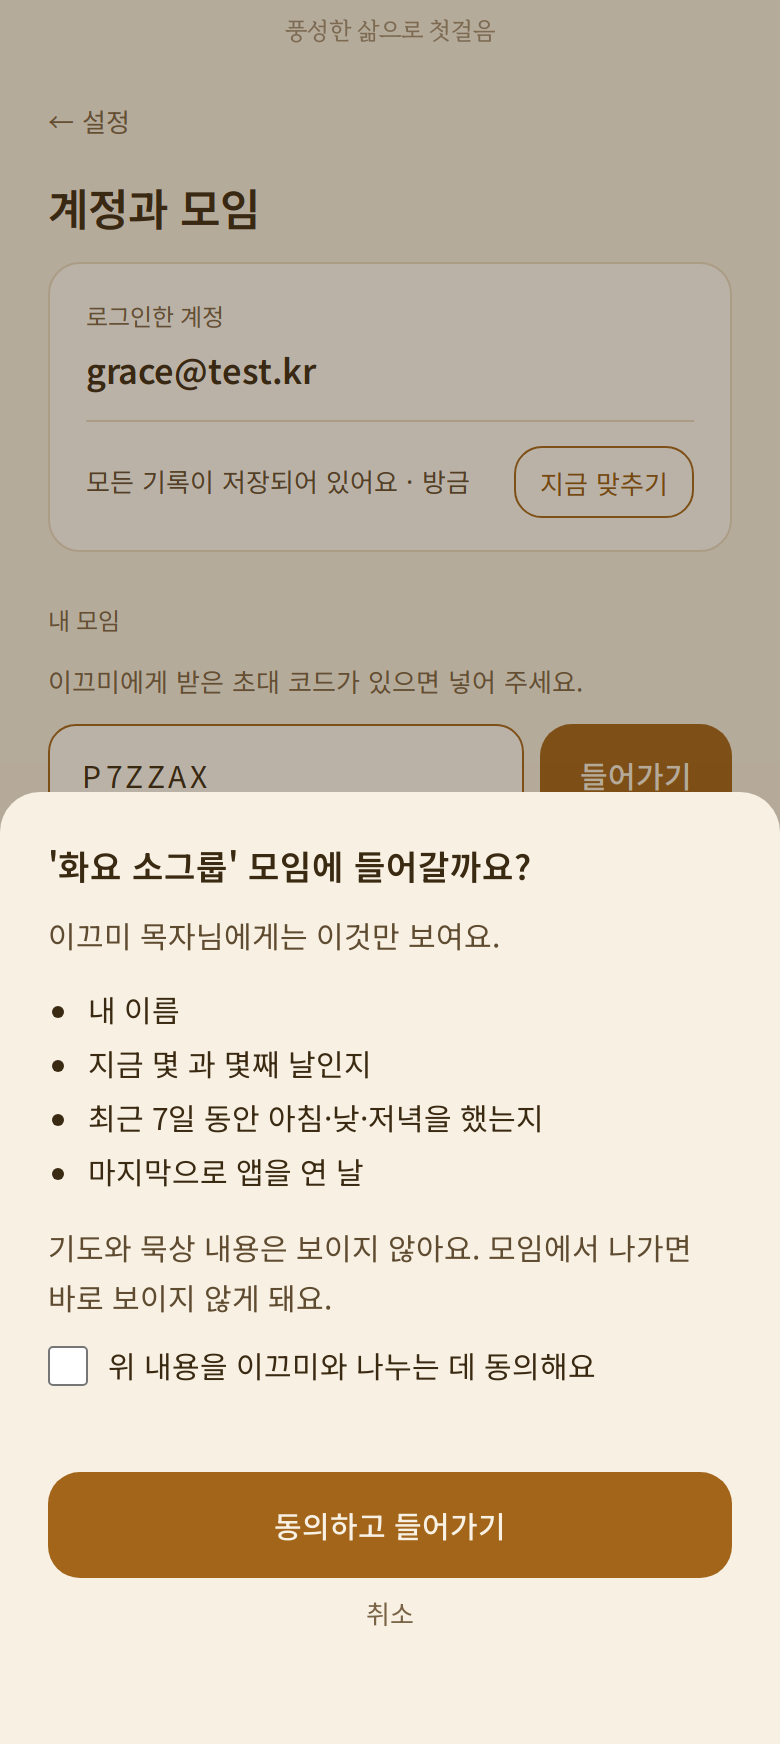 풍성한 삶으로 첫걸음
← 설정
계정과 모임
로그인한 계정
grace@test.kr
모든 기록이 저장되어 있어요 · 방금
지금 맞추기
내 모임
이끄미에게 받은 초대 코드가 있으면 넣어 주세요.
P7ZZAX
들어가기
'화요 소그룹' 모임에 들어갈까요?
이끄미 목자님에게는 이것만 보여요.
• 내 이름
• 지금 몇 과 몇째 날인지
• 최근 7일 동안 아침·낮·저녁을 했는지
• 마지막으로 앱을 연 날
기도와 묵상 내용은 보이지 않아요. 모임에서 나가면
바로 보이지 않게 돼요.
위 내용을 이끄미와 나누는 데 동의해요
동의하고 들어가기
취소